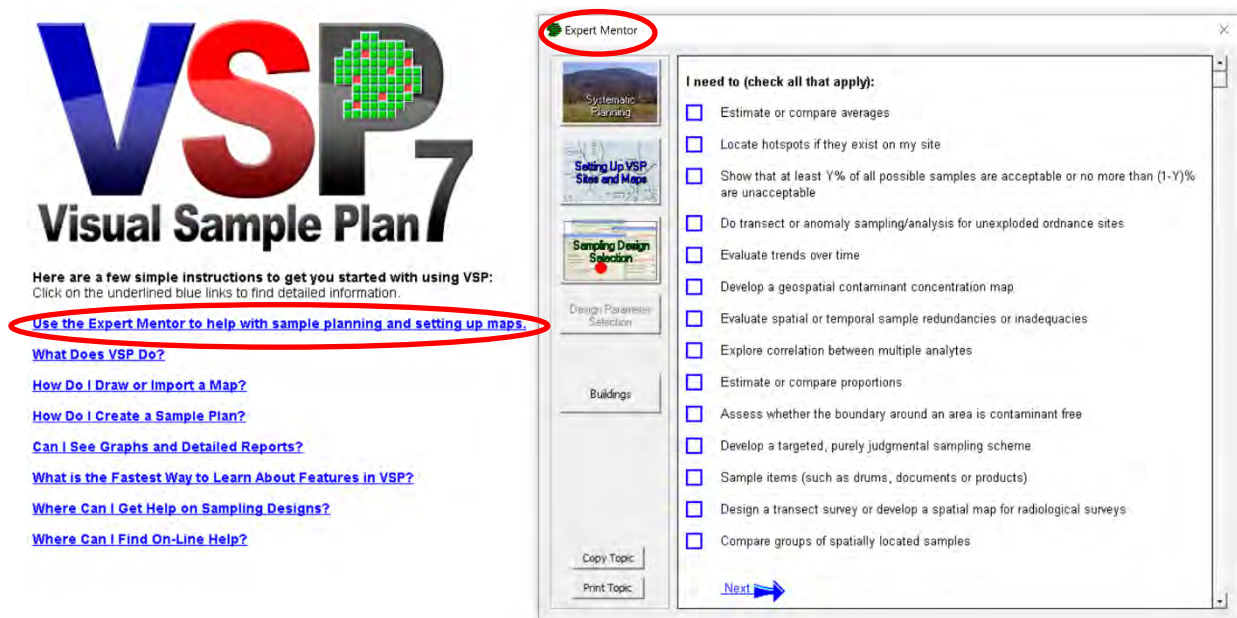 VSP 7
Visual Sample Plan
Here are a few simple instructions to get you started with using VSP:
Click on the underlined blue links to find detailed information.
Use the Expert Mentor to help with sample planning and setting up maps.
What Does VSP Do?
How Do I Draw or Import a Map?
How Do I Create a Sample Plan?
Can I See Graphs and Detailed Reports?
What is the Fastest Way to Learn About Features in VSP?
Where Can I Get Help on Sampling Designs?
Where Can I Find On-Line Help?
Expert Mentor
Systematic
Planning
Setting Up VSP
Sites and Maps
Sampling Design
Selection
Design Parameter
Selection
Buildings
Copy Topic
Print Topic
I need to (check all that apply):
Estimate or compare averages
Locate hotspots if they exist on my site
Show that at least Y% of all possible samples are acceptable or no more than (1-Y)%
are unacceptable
Do transect or anomaly sampling/analysis for unexploded ordnance sites
Evaluate trends over time
Develop a geospatial contaminant concentration map
Evaluate spatial or temporal sample redundancies or inadequacies
Explore correlation between multiple analytes
Estimate or compare proportions
Assess whether the boundary around an area is contaminant free
Develop a targeted, purely judgmental sampling scheme
Sample items (such as drums, documents or products)
Design a transect survey or develop a spatial map for radiological surveys
Compare groups of spatially located samples
Next